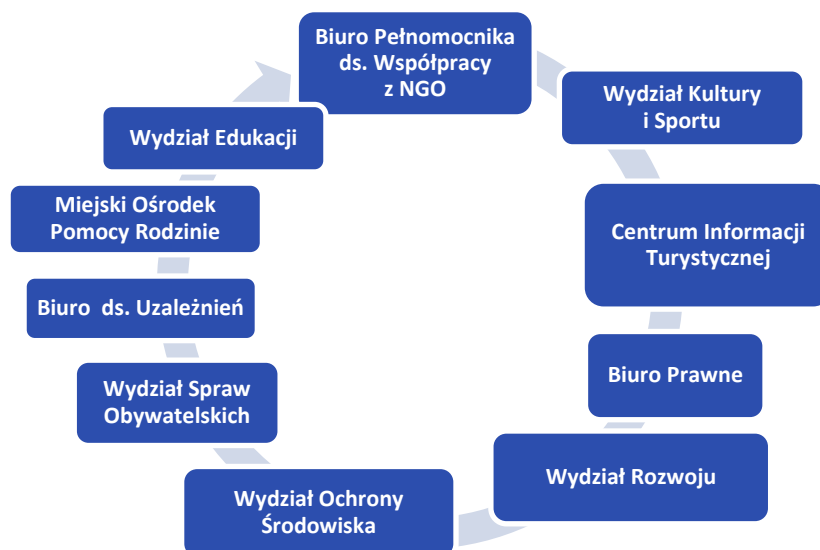 Biuro Pełnomocnika
ds. Współpracy
z NGO
Wydział Kultury
i Sportu
Centrum Informacji
Turystycznej
Biuro Prawne
Wydział Rozwoju
Wydział Ochrony
Środowiska
Wydział Spraw
Obywatelskich
Biuro ds. Uzależnień
Miejski Ośrodek
Pomocy Rodzinie
Wydział Edukacji